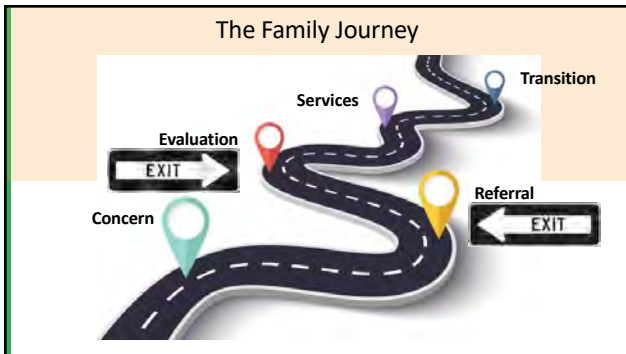 The Family Journey
Transition
Services
Evaluation
EXIT
Referral
Concern
EXIT